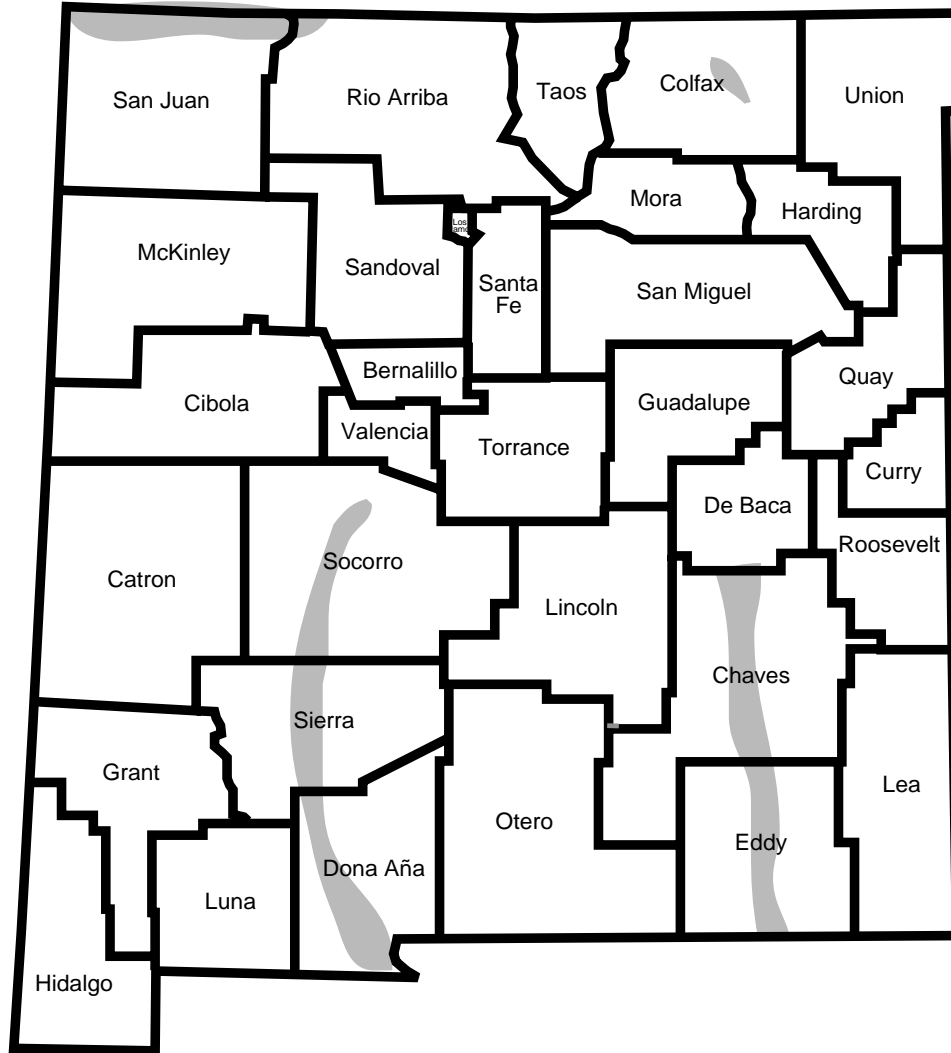 San Juan
Rio Arriba
Taos
Colfax
Union
McKinley
Sandoval
Los
Santa
Fe
Mora
Harding
San Miguel
Bernalillo
Cibola
Valencia
Torrance
Guadalupe
Quay
Curry
De Baca
Roosevelt
Catron
Socorro
Lincoln
Chaves
Sierra
Grant
Otero
Lea
Eddy
Dona Aña
Luna
Hidalgo